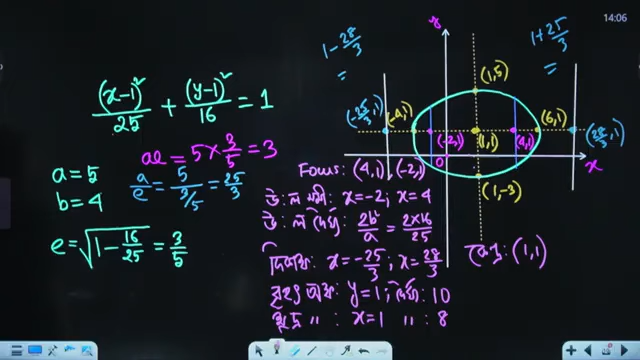 14:06
y
1-28/3
=
1+25/3
=
(x-1)²/25 + (y-1)²/16 = 1
(1,5)
(-25/3,1) (-4,1) (-2,1) (1,1) (4,1) (6,1) (28/3,1)
a=5
b=4
ae = 5×3/5 = 3
a/e = 5/3/5 = 25/3
0
x
(1,-3)
Focus: (4,1) (-2,1)
উ: ল : x=-2; x=4
উ: ল দৈর্ঘ্য: 2b²/a = 2×16/25
e=√1-16/25 = 3/5
x=-25/3; x=28/3
কেন্দ্র: (1,1)
বৃহৎ অক্ষ: y=1; দৈর্ঘ্য: 10
ক্ষুদ্র " : x=1 " : 8